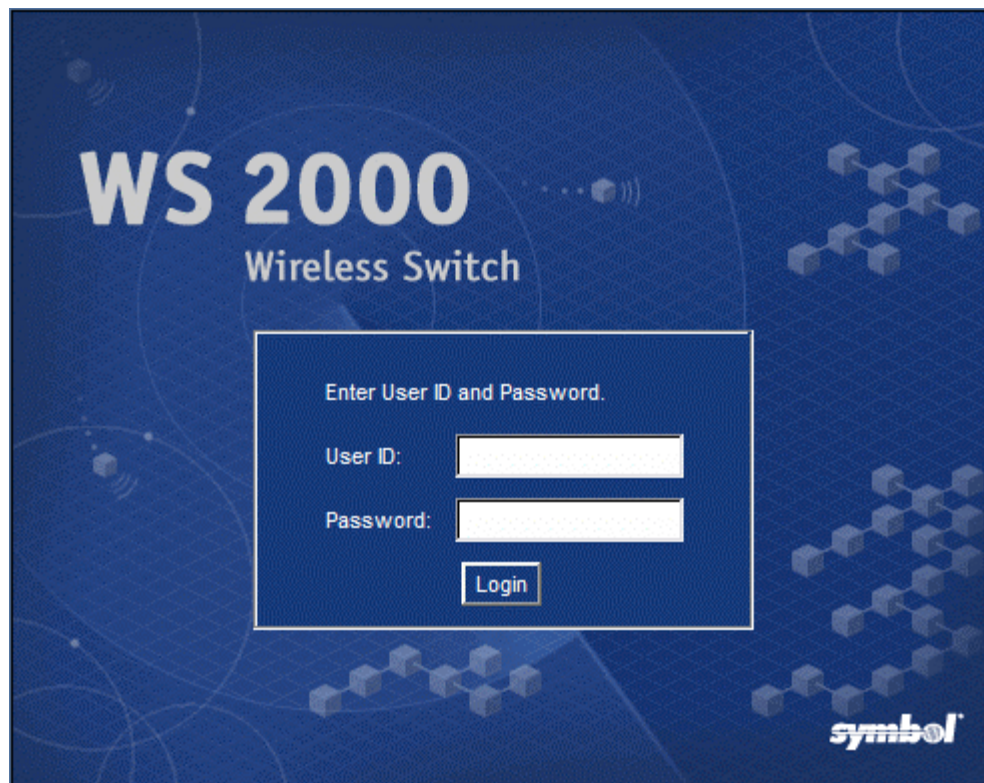 WS 2000
Wireless Switch
Enter User ID and Password.
User ID:
Password:
Login
symbol